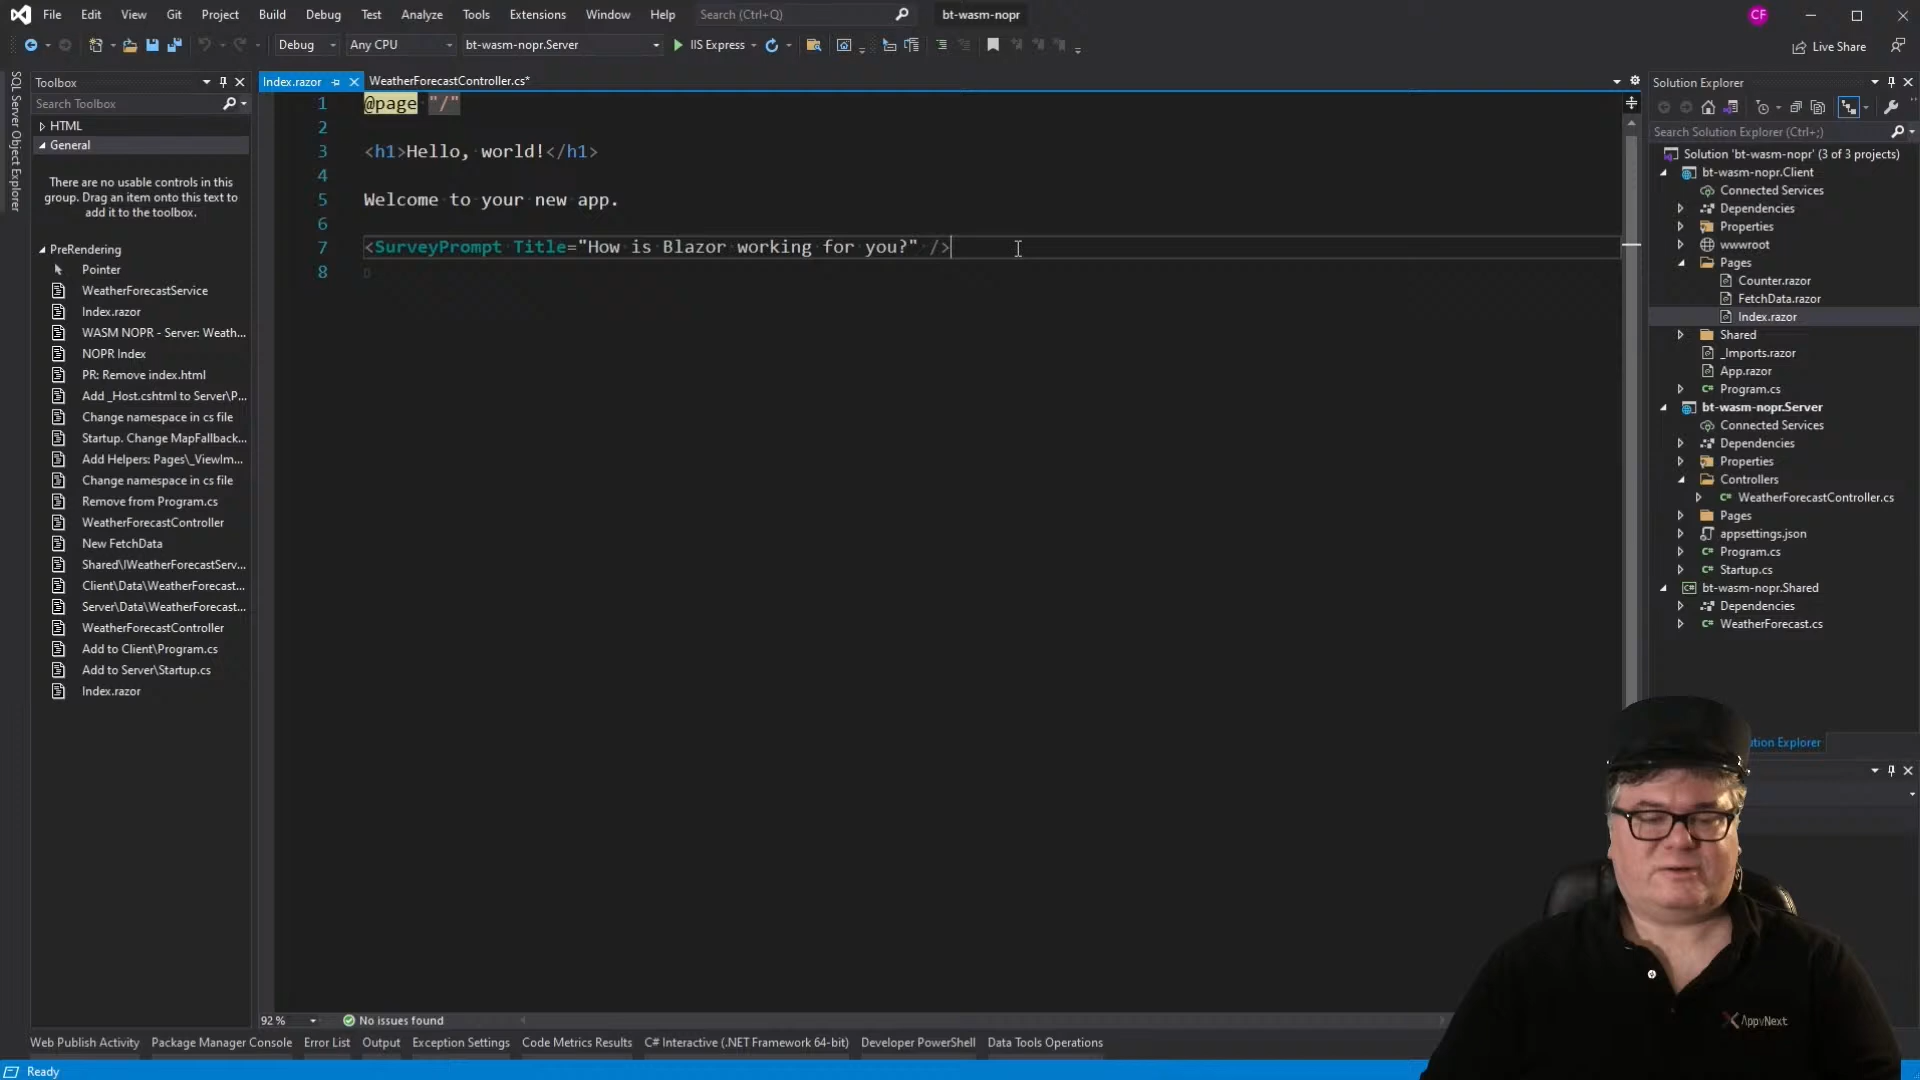 File Edit View Git Project Build Debug Test Analyze Tools Extensions Window Help Search (Ctrl+Q) bt-wasm-nopr CF
Debug Any CPU bt-wasm-nopr.Server IIS Express Live Share
SQL Server Object Explorer
Toolbox
Search Toolbox
HTML
General
There are no usable controls in this
group. Drag an item onto this text to
add it to the toolbox.
PreRendering
Pointer
WeatherForecastService
Index.razor
WASM NOPR - Server: Weath...
NOPR Index
PR: Remove index.html
Add _Host.cshtml to Server\P...
Change namespace in cs file
Startup. Change MapFallback...
Add Helpers: Pages\_ViewIm...
Change namespace in cs file
Remove from Program.cs
WeatherForecastController
New FetchData
Shared\IWeatherForecastServ...
Client\Data\WeatherForecast...
Server\Data\WeatherForecast...
WeatherForecastController
Add to Client\Program.cs
Add to Server\Startup.cs
Index.razor
Index.razor WeatherForecastController.cs*
1 @page "/"
2
3 <h1>Hello, world!</h1>
4
5 Welcome to your new app.
6
7 <SurveyPrompt Title="How is Blazor working for you?" />
8
Solution Explorer
Search Solution Explorer (Ctrl+;)
Solution 'bt-wasm-nopr' (3 of 3 projects)
bt-wasm-nopr.Client
Connected Services
Dependencies
Properties
wwwroot
Pages
Counter.razor
FetchData.razor
Index.razor
Shared
_Imports.razor
App.razor
C# Program.cs
bt-wasm-nopr.Server
Connected Services
Dependencies
Properties
Controllers
C# WeatherForecastController.cs
Pages
appsettings.json
C# Program.cs
C# Startup.cs
C# bt-wasm-nopr.Shared
Dependencies
C# WeatherForecast.cs
Explorer
AppvNext
92 % No issues found
Web Publish Activity Package Manager Console Error List Output Exception Settings Code Metrics Results C# Interactive (.NET Framework 64-bit) Developer PowerShell Data Tools Operations
Ready